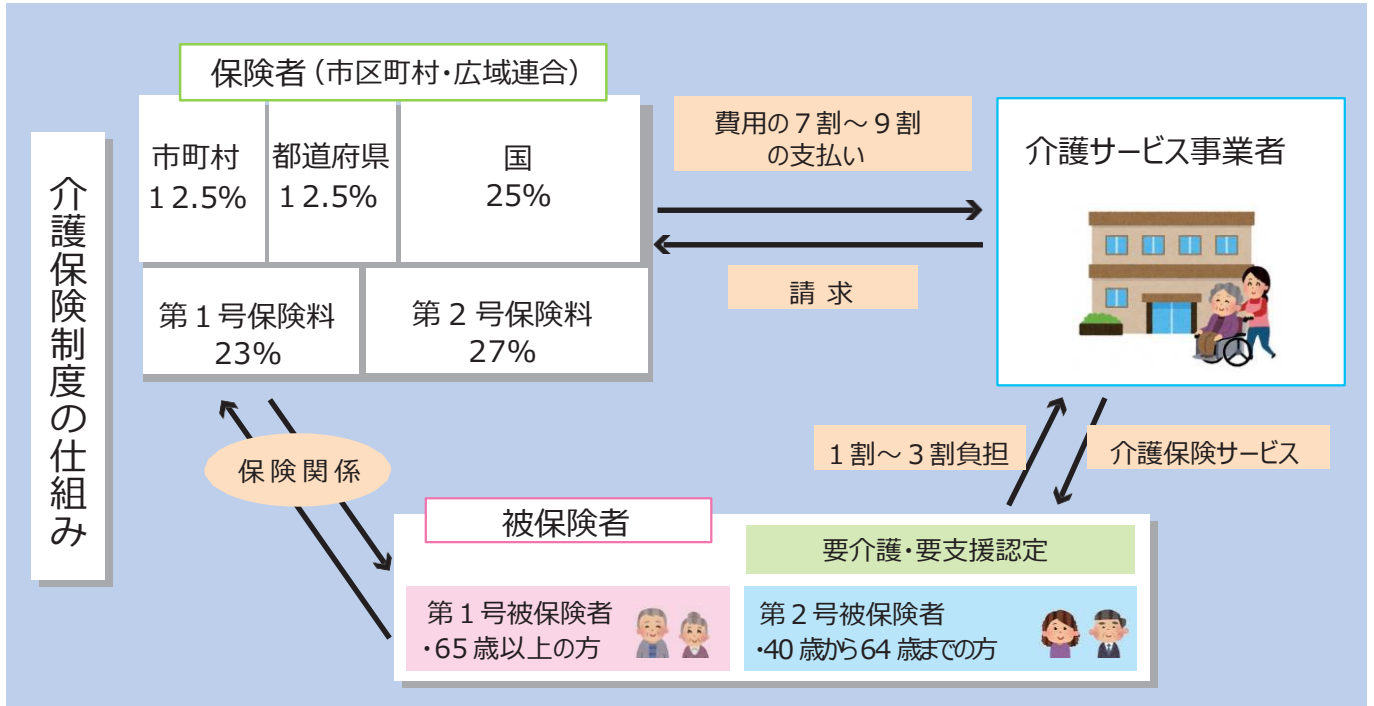 介護保険制度の仕組み
保険者(市区町村・広域連合)
市町村
12.5%
都道府県
12.5%
国
25%
第1号保険料
23%
第2号保険料
27%
費用の7割~9割
の支払い
請求
介護サービス事業者
保険関係
1割~3割負担
介護保険サービス
被保険者
要介護・要支援認定
第1号被保険者
・65歳以上の方
第2号被保険者
・40歳から64歳までの方